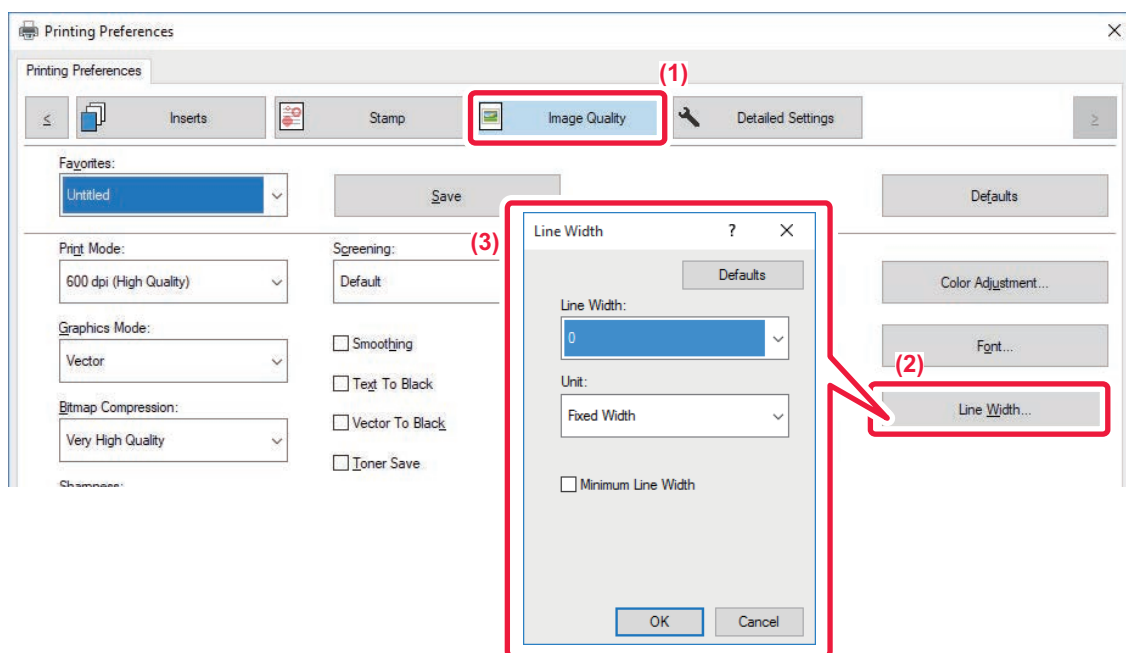 Printing Preferences
Printing Preferences
(1)
<
Inserts
Stamp
Image Quality
Detailed Settings
>
Favorites:
Untitled
Save
Defaults
Print Mode:
600 dpi (High Quality)
Screening:
Default
Color Adjustment...
Graphics Mode:
Vector
Smoothing
Text To Black
Font...
(2)
Line Width...
Bitmap Compression:
Very High Quality
Vector To Black
Toner Save
Sharpness:
(3)
Line Width
?
Defaults
Line Width:
0
Unit:
Fixed Width
Minimum Line Width
OK
Cancel